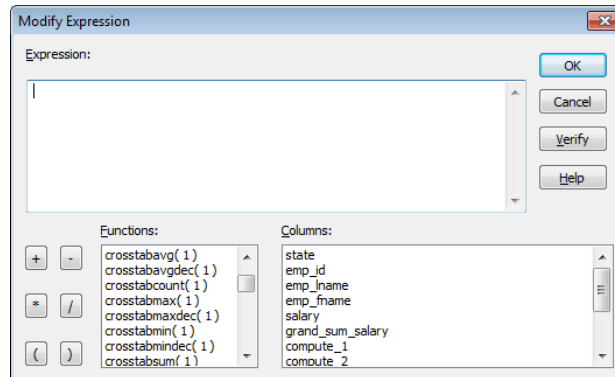 Modify Expression
Expression:
OK
Cancel
Verify
Help
Functions:
Columns:
+ -
* /
( )
crosstabavg( 1 )
crosstabavgdec( 1 )
crosstabcount( 1 )
crosstabmax( 1 )
crosstabmaxdec( 1 )
crosstabmin( 1 )
crosstabmindec( 1 )
crosstabsum( 1 )
state
emp_id
emp_lname
emp_fname
salary
grand_sum_salary
compute_1
compute_2